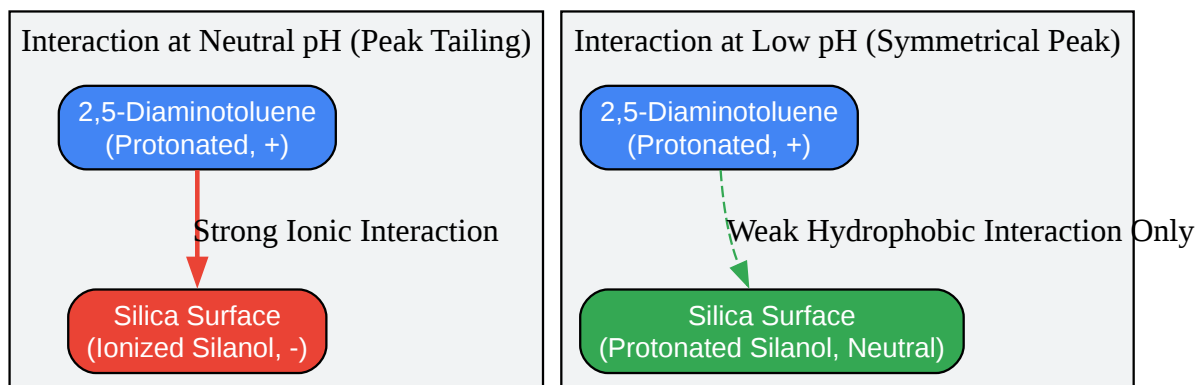 Interaction at Neutral pH (Peak Tailing)
2,5-Diaminotoluene
(Protonated, +)
Strong Ionic Interaction
Silica Surface
(Ionized Silanol, -)
Interaction at Low pH (Symmetrical Peak)
2,5-Diaminotoluene
(Protonated, +)
Weak Hydrophobic Interaction Only
Silica Surface
(Protonated Silanol, Neutral)